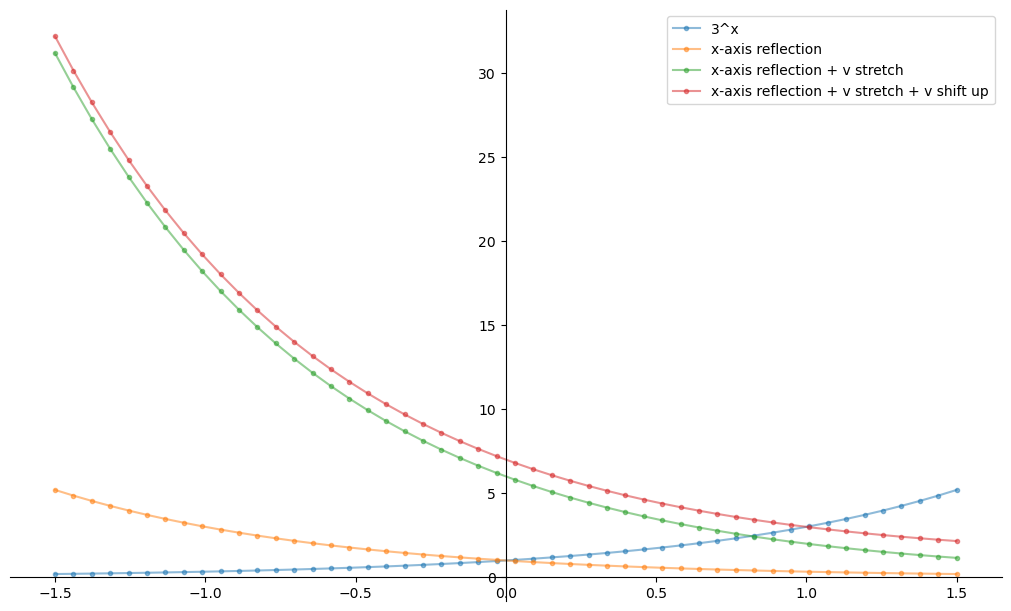 3^x
x-axis reflection
x-axis reflection + v stretch
x-axis reflection + v stretch + v shift up
30
25
20
15
10
5
0
−1.5 −1.0 −0.5 0.0 0.5 1.0 1.5